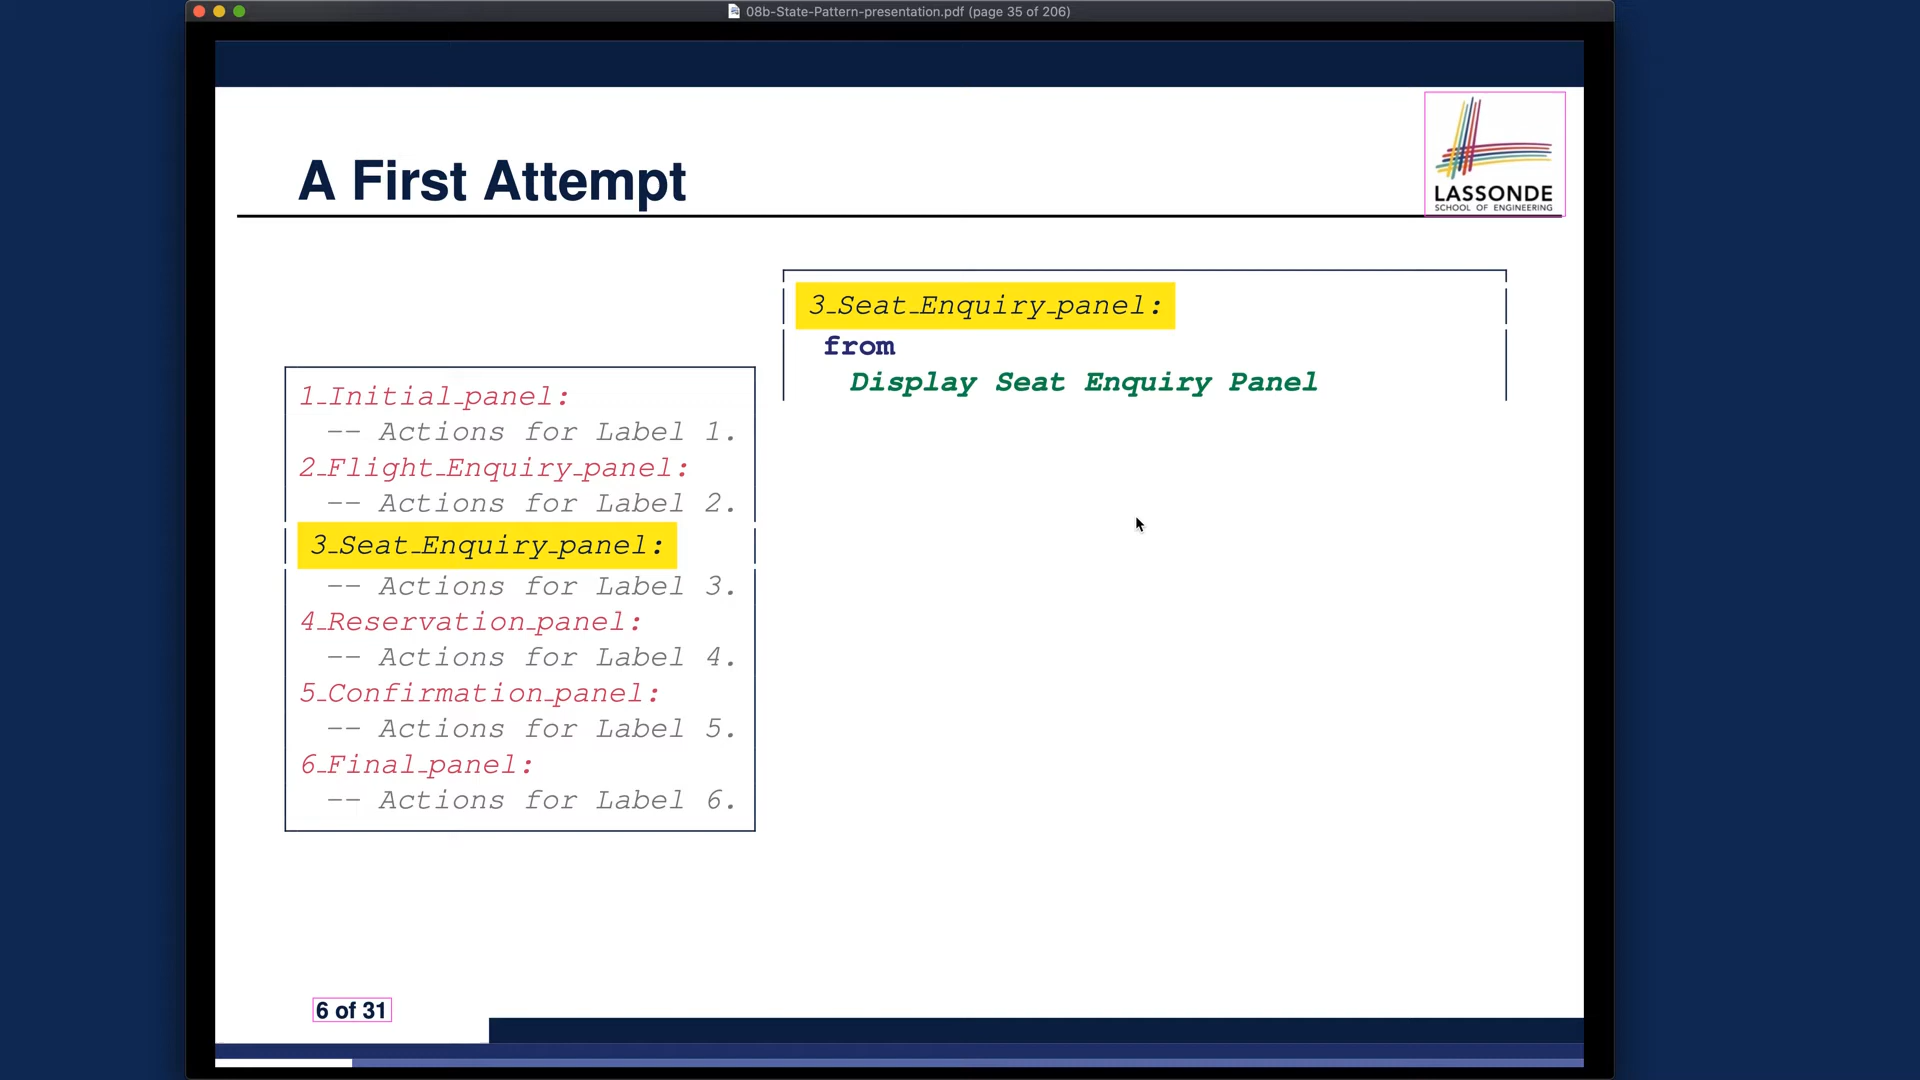 08b-State-Pattern-presentation.pdf (page 35 of 206)
A First Attempt
LASSONDE
SCHOOL OF ENGINEERING
1_Initial_panel:
-- Actions for Label 1.
2_Flight_Enquiry_panel:
-- Actions for Label 2.
3_Seat_Enquiry_panel:
-- Actions for Label 3.
4_Reservation_panel:
-- Actions for Label 4.
5_Confirmation_panel:
-- Actions for Label 5.
6_Final_panel:
-- Actions for Label 6.
3_Seat_Enquiry_panel:
from
Display Seat Enquiry Panel
6 of 31